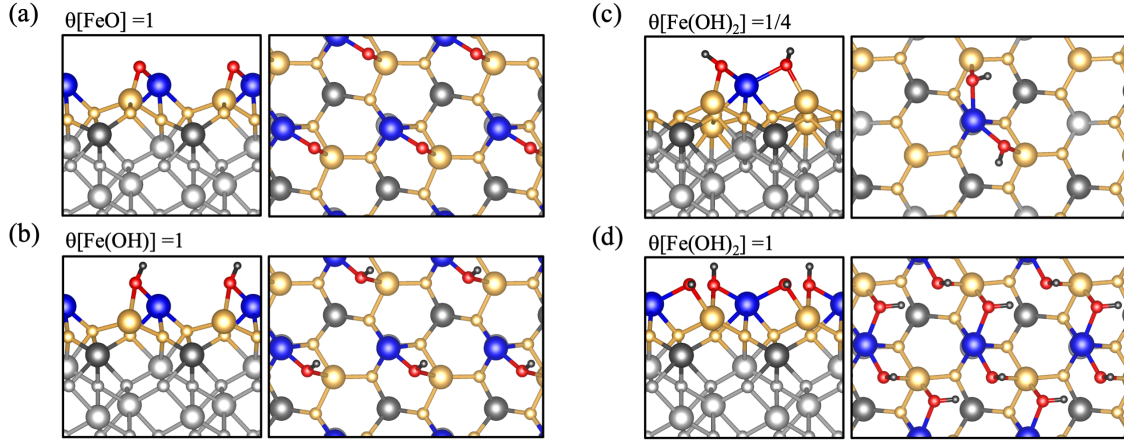 (a)
θ[FeO] =1
(b)
θ[Fe(OH)] =1
(c)
θ[Fe(OH)₂] =1/4
(d)
θ[Fe(OH)₂] =1